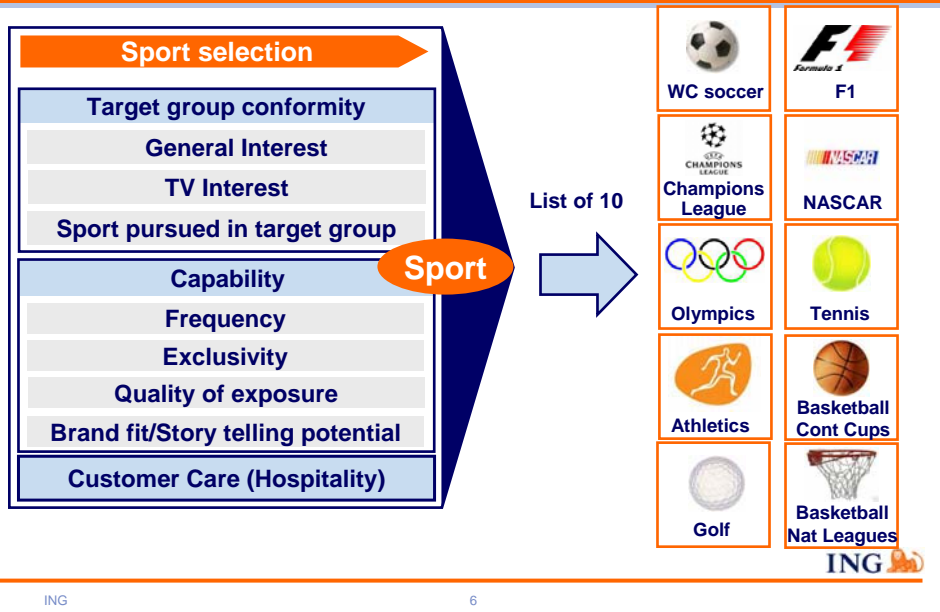 Sport selection
Target group conformity
General Interest
TV Interest
Sport pursued in target group
Capability
Frequency
Exclusivity
Quality of exposure
Brand fit/Story telling potential
Customer Care (Hospitality)
Sport
List of 10
WC soccer
Formula 1
F1
CHAMPIONS
LEAGUE
Champions
League
NASCAR
NASCAR
Olympics
Tennis
Athletics
Basketball
Cont Cups
Golf
Basketball
Nat Leagues
ING
ING
6